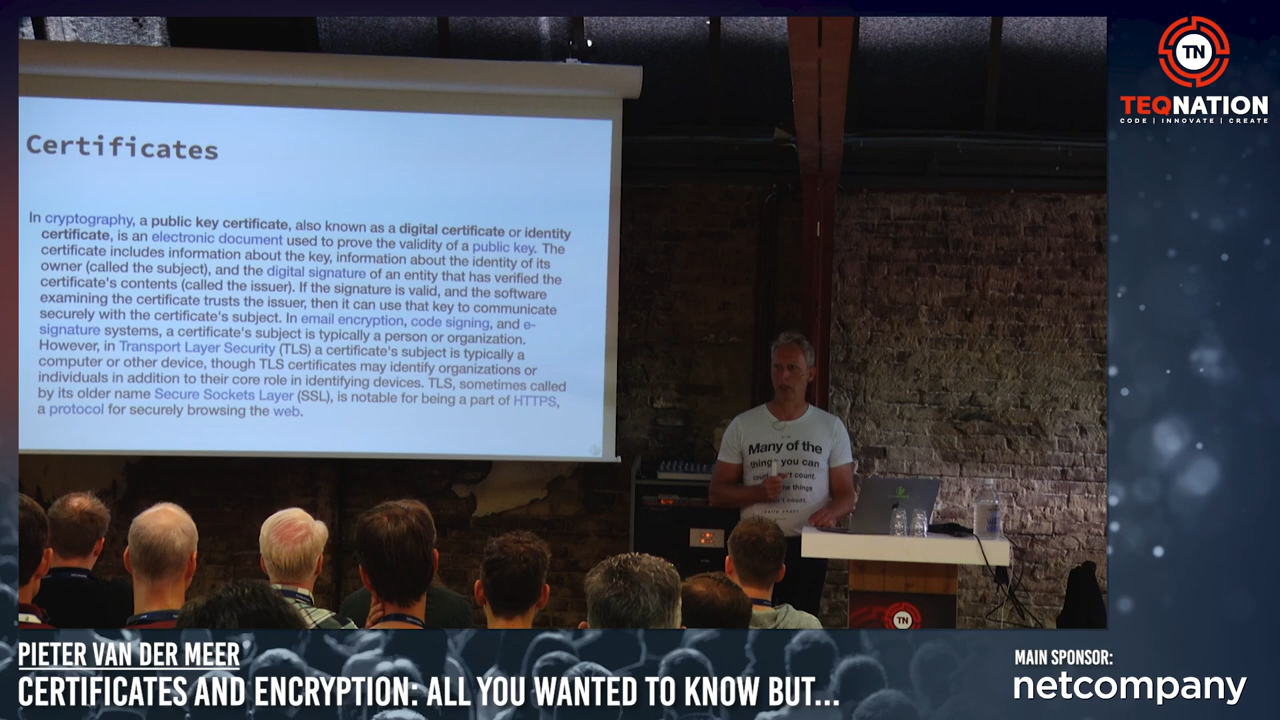 Certificates
In cryptography, a public key certificate, also known as a digital certificate or identity
certificate, is an electronic document used to prove the validity of a public key. The
certificate includes information about the key, information about the identity of its
owner (called the subject), and the digital signature of an entity that has verified the
certificate's contents (called the issuer). If the signature is valid, and the software
examining the certificate trusts the issuer, then it can use that key to communicate
securely with the certificate's subject. In email encryption, code signing, and e-
signature systems, a certificate's subject is typically a person or organization.
However, in Transport Layer Security (TLS) a certificate's subject is typically a
computer or other device, though TLS certificates may identify organizations or
individuals in addition to their core role in identifying devices. TLS, sometimes called
by its older name Secure Sockets Layer (SSL), is notable for being a part of HTTPS,
a protocol for securely browsing the web.
Many of the
things you can
count, count.
the things
count,
TN
TN
TEQNATION
CODE | INNOVATE | CREATE
PIETER VAN DER MEER
CERTIFICATES AND ENCRYPTION: ALL YOU WANTED TO KNOW BUT...
MAIN SPONSOR:
netcompany